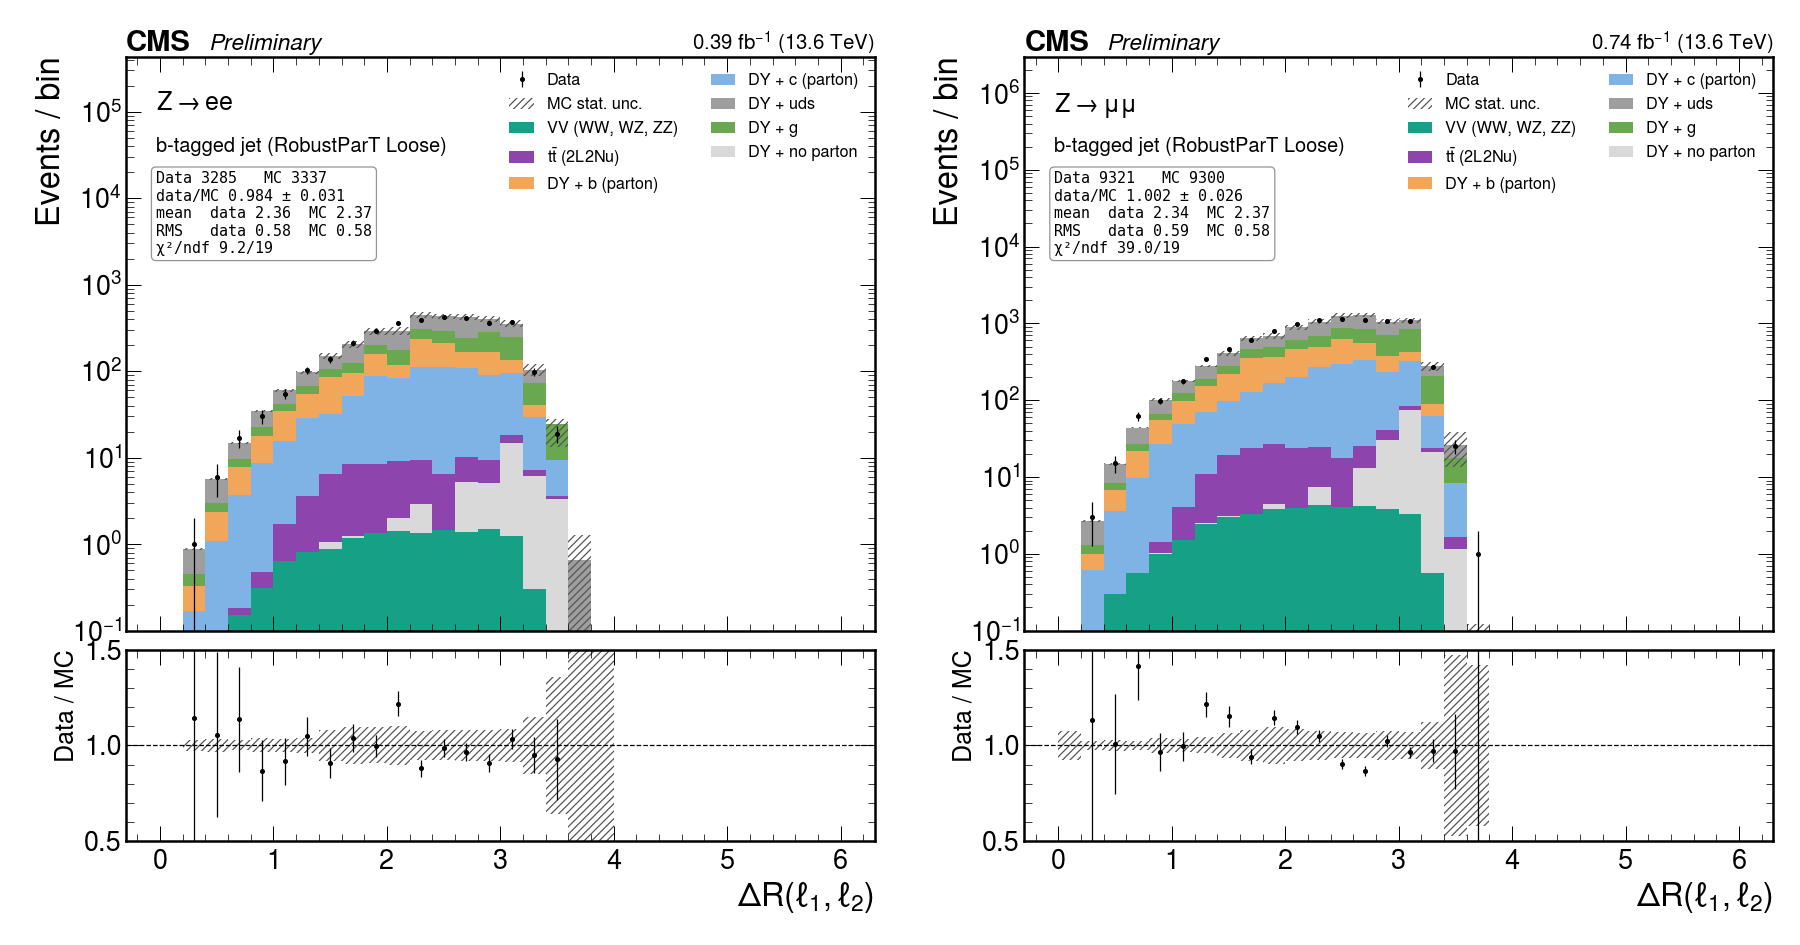 CMS Preliminary 0.39 fb⁻¹ (13.6 TeV)
Events / bin
Z → ee
b-tagged jet (RobustParT Loose)
Data 3285 MC 3337
data/MC 0.984 ± 0.031
mean data 2.36 MC 2.37
RMS data 0.58 MC 0.58
χ²/ndf 9.2/19
Data
MC stat. unc.
VV (WW, WZ, ZZ)
tt̄ (2L2Nu)
DY + b (parton)
DY + c (parton)
DY + uds
DY + g
DY + no parton
10⁵
10⁴
10³
10²
10¹
10⁰
10⁻¹
Data / MC
1.5
1.0
0.5
0 1 2 3 4 5 6
ΔR(ℓ₁, ℓ₂)
CMS Preliminary 0.74 fb⁻¹ (13.6 TeV)
Events / bin
Z → μμ
b-tagged jet (RobustParT Loose)
Data 9321 MC 9300
data/MC 1.002 ± 0.026
mean data 2.34 MC 2.37
RMS data 0.59 MC 0.58
χ²/ndf 39.0/19
Data
MC stat. unc.
VV (WW, WZ, ZZ)
tt̄ (2L2Nu)
DY + b (parton)
DY + c (parton)
DY + uds
DY + g
DY + no parton
10⁶
10⁵
10⁴
10³
10²
10¹
10⁰
10⁻¹
Data / MC
1.5
1.0
0.5
0 1 2 3 4 5 6
ΔR(ℓ₁, ℓ₂)